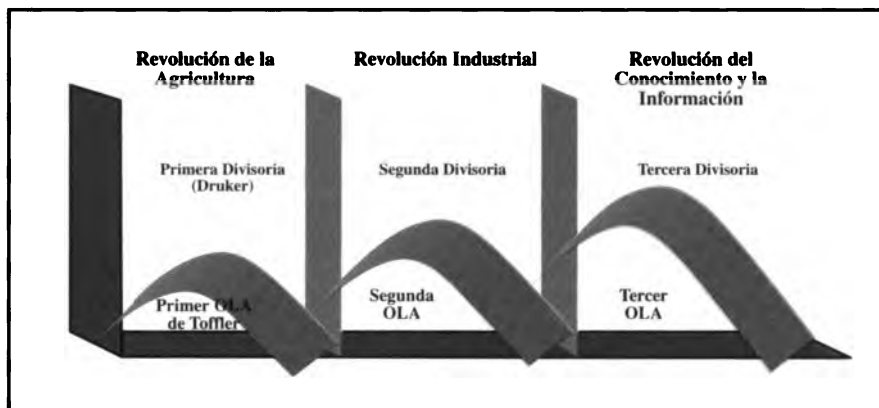 Revolución de la
Agricultura
Revolución Industrial
Revolución del
Conocimiento y la
Información
Primera Divisoria
(Druker)
Segunda Divisoria
Tercera Divisoria
Primer OLA
de Toffler
Segunda
OLA
Tercer
OLA